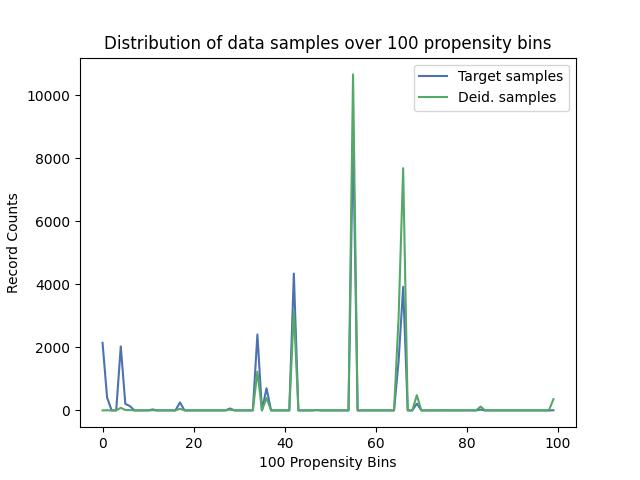 Distribution of data samples over 100 propensity bins
Target samples
Deid. samples
10000
8000
6000
4000
2000
0
Record Counts
0 20 40 60 80 100
100 Propensity Bins